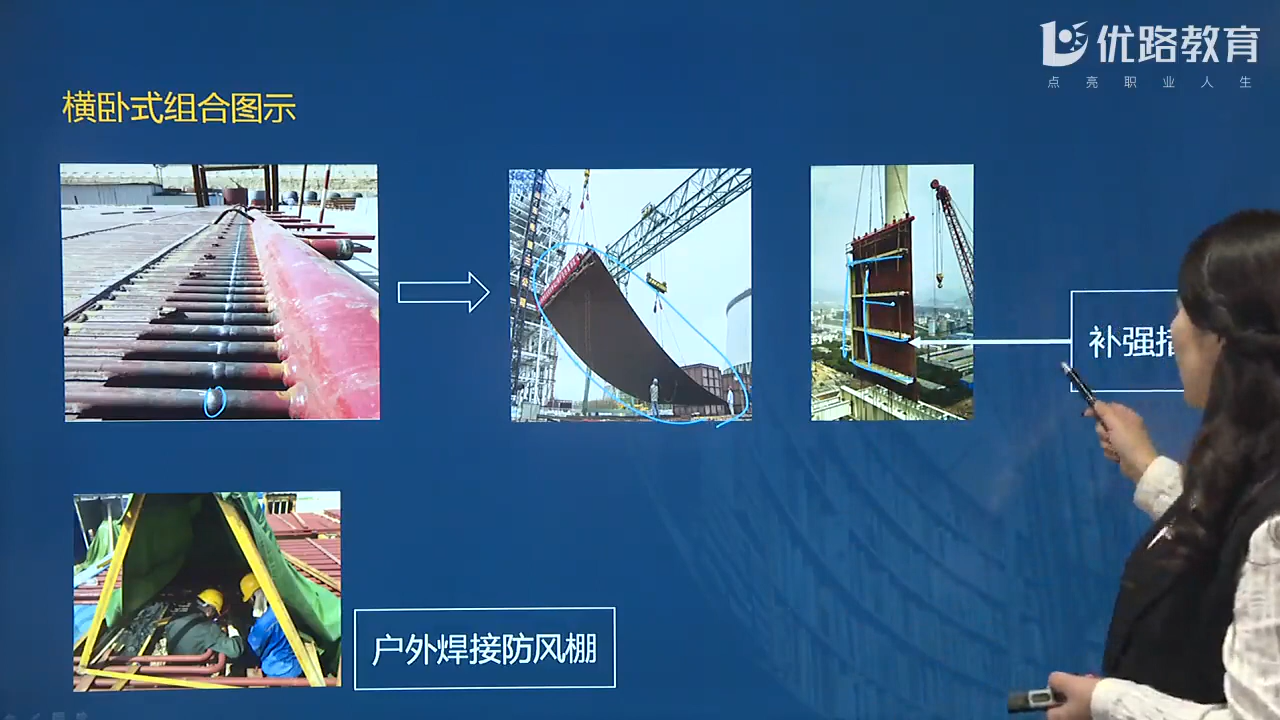 优路教育
点亮职业人生
横卧式组合图示
补强措
户外焊接防风棚